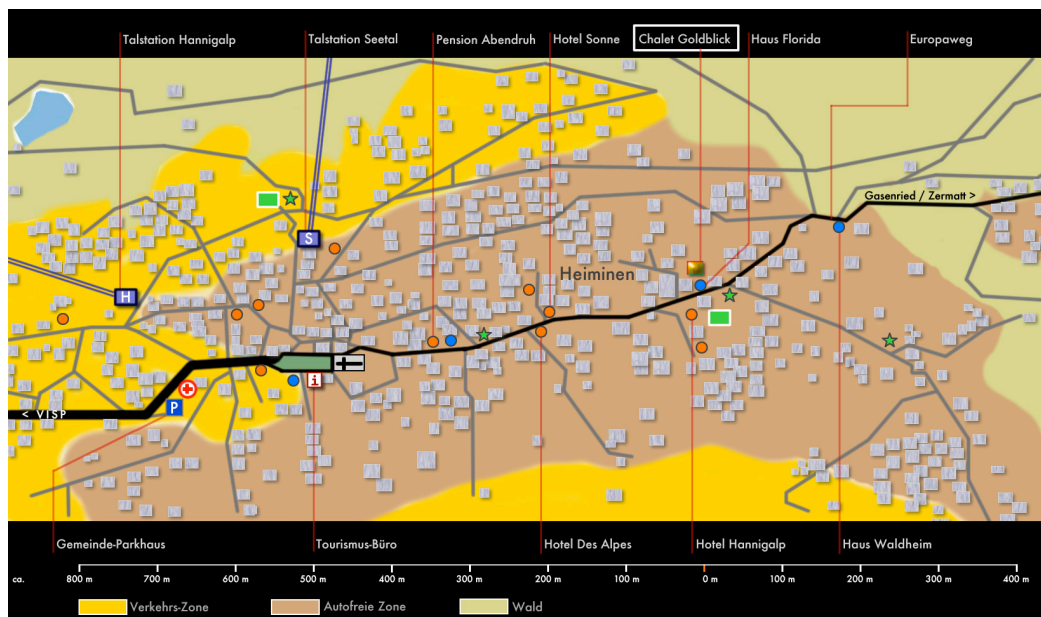 Talstation Hannigalp
Talstation Seetal
Pension Abendruh
Hotel Sonne
Chalet Goldblick
Haus Florida
Europaweg
Gasenried / Zermatt >
S
Heiminen
H
i
< VISP
P
Gemeinde-Parkhaus
Tourismus-Büro
Hotel Des Alpes
Hotel Hannigalp
Haus Waldheim
ca. 800 m 700 m 600 m 500 m 400 m 300 m 200 m 100 m 0 m 100 m 200 m 300 m 400 m
Verkehrs-Zone
Autofreie Zone
Wald